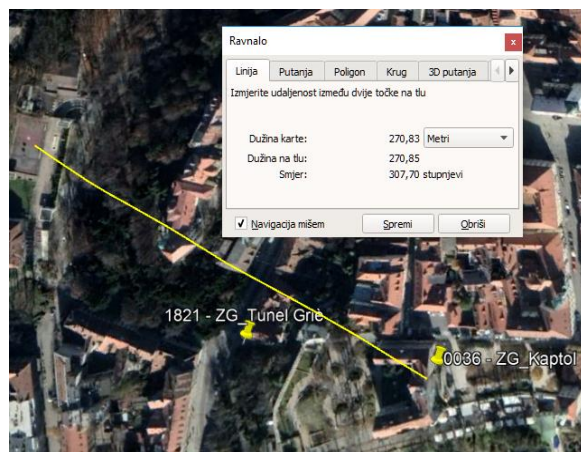 Ravnalo
x
Linija Putanja Poligon Krug 3D putanja
Izmjerite udaljenost između dvije točke na tlu
Dužina karte: 270,83 Metri
Dužina na tlu: 270,85
Smjer: 307,70 stupnjevi
Navigacija mišem Spremi Obriši
1821 - ZG_Tunel Grič
0036 - ZG_Kaptol